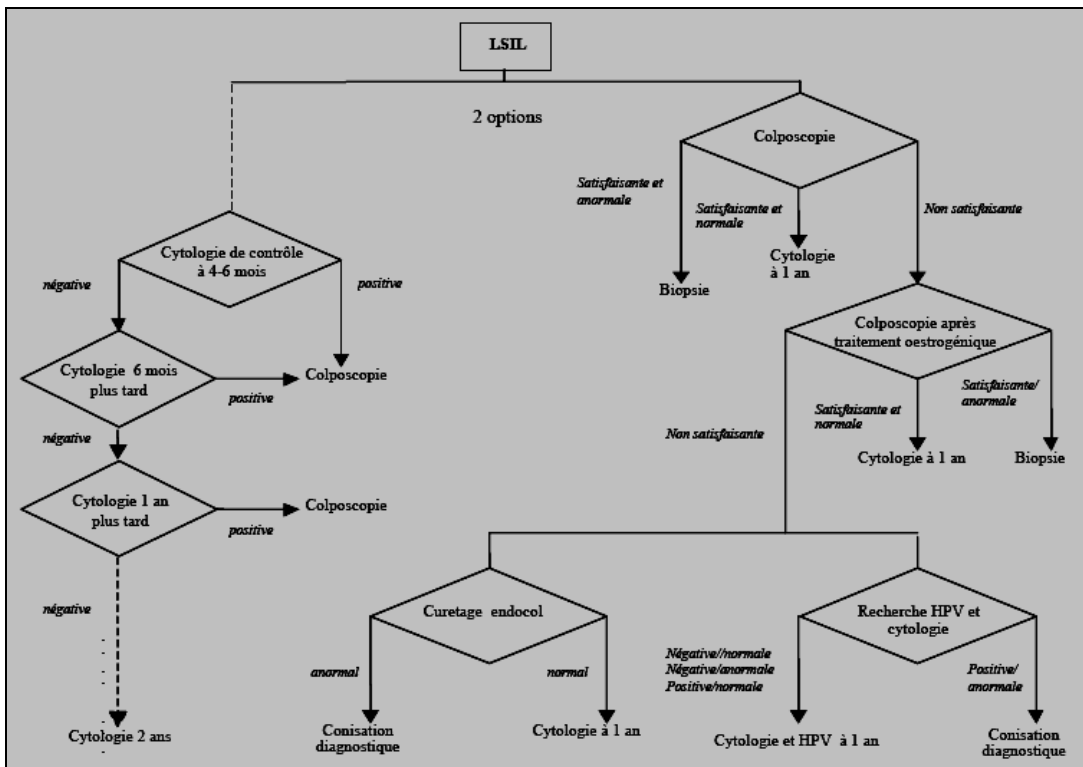 LSIL
2 options
Colposcopie
Satisfaisante et
anormale
Satisfaisante et
normale
Non satisfaisante
Cytologie
à 1 an
Biopsie
Cytologie de contrôle
à 4-6 mois
négative
positive
Cytologie 6 mois
plus tard
positive
Colposcopie
négative
Cytologie 1 an
plus tard
positive
Colposcopie
négative
Cytologie 2 ans
Colposcopie après
traitement oestrogénique
Non satisfaisante
Satisfaisante et
normale
Satisfaisante/
anormale
Cytologie à 1 an
Biopsie
Curetage endocol
anormal
normal
Conisation
diagnostique
Cytologie à 1 an
Recherche HPV et
cytologie
Négative//normale
Négative/anormale
Positive/normale
Positive/
anormale
Cytologie et HPV à 1 an
Conisation
diagnostique